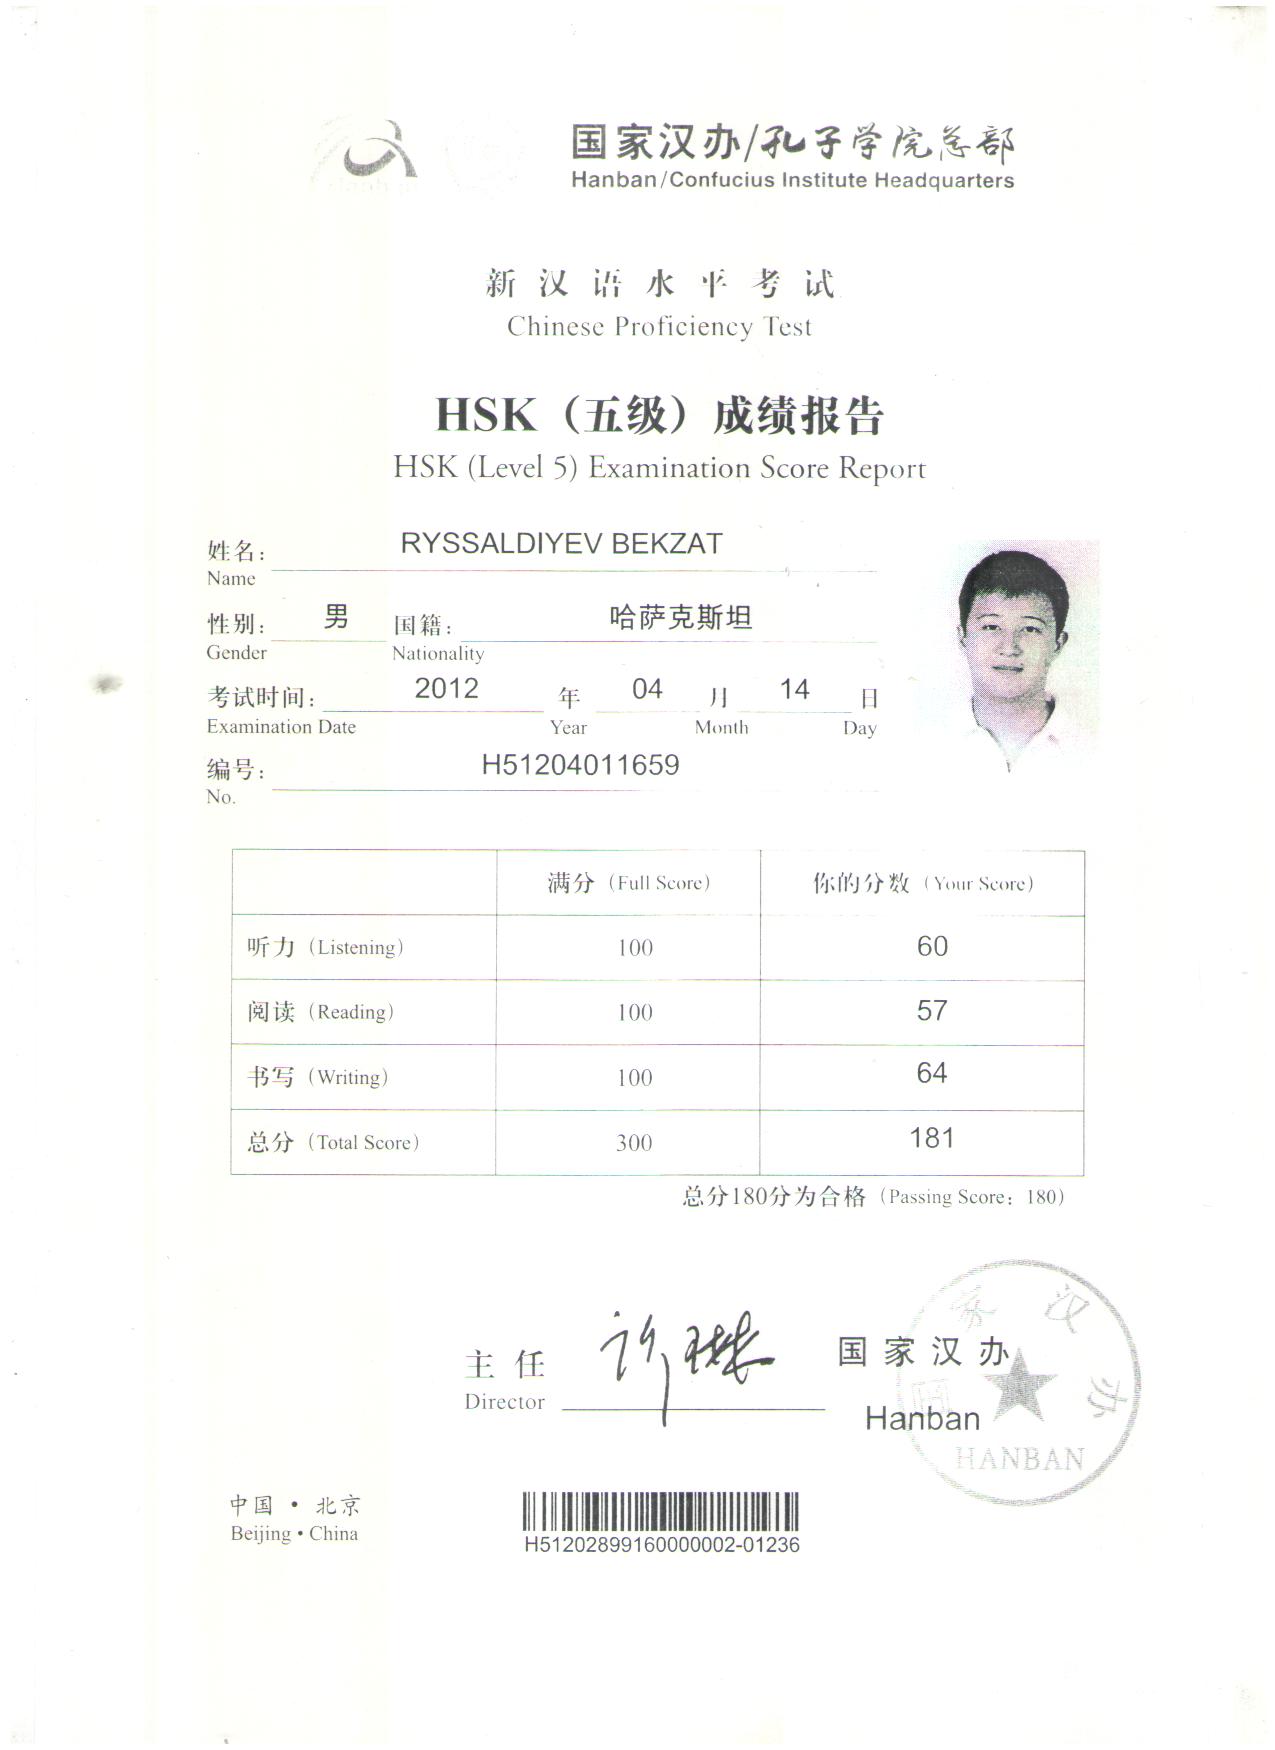 国家汉办/孔子学院总部
Hanban/Confucius Institute Headquarters
新汉语水平考试
Chinese Proficiency Test
HSK（五级）成绩报告
HSK (Level 5) Examination Score Report
姓名： RYSSALDIYEV BEKZAT
Name
性别： 男 国籍： 哈萨克斯坦
Gender Nationality
考试时间： 2012 年 04 月 14 日
Examination Date Year Month Day
编号： H51204011659
No.
满分（Full Score） 你的分数（Your Score）
听力（Listening） 100 60
阅读（Reading） 100 57
书写（Writing） 100 64
总分（Total Score） 300 181
总分180分为合格（Passing Score：180）
主任 国家汉办
Director Hanban
国家汉办
HANBAN
中国・北京
Beijing・China
H51202899160000002-01236